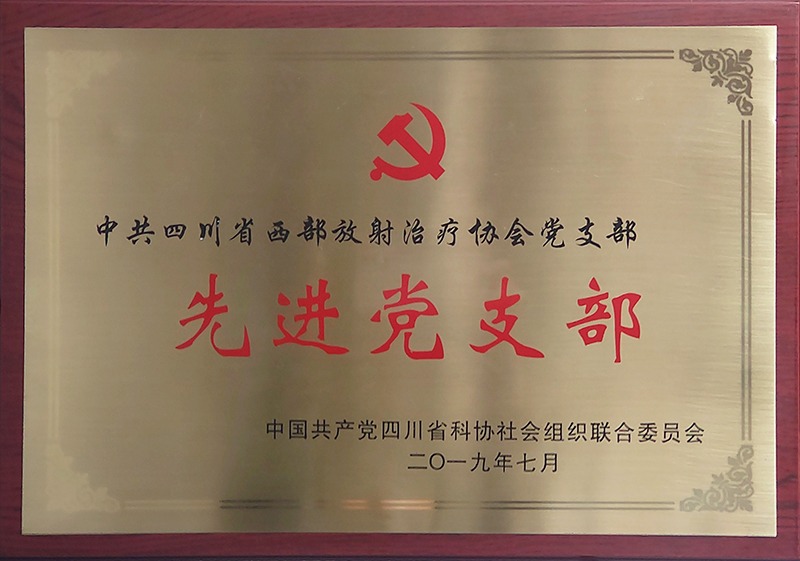 中共四川省西部放射治疗协会党支部
先进党支部
中国共产党四川省科协社会组织联合委员会
二〇一九年七月